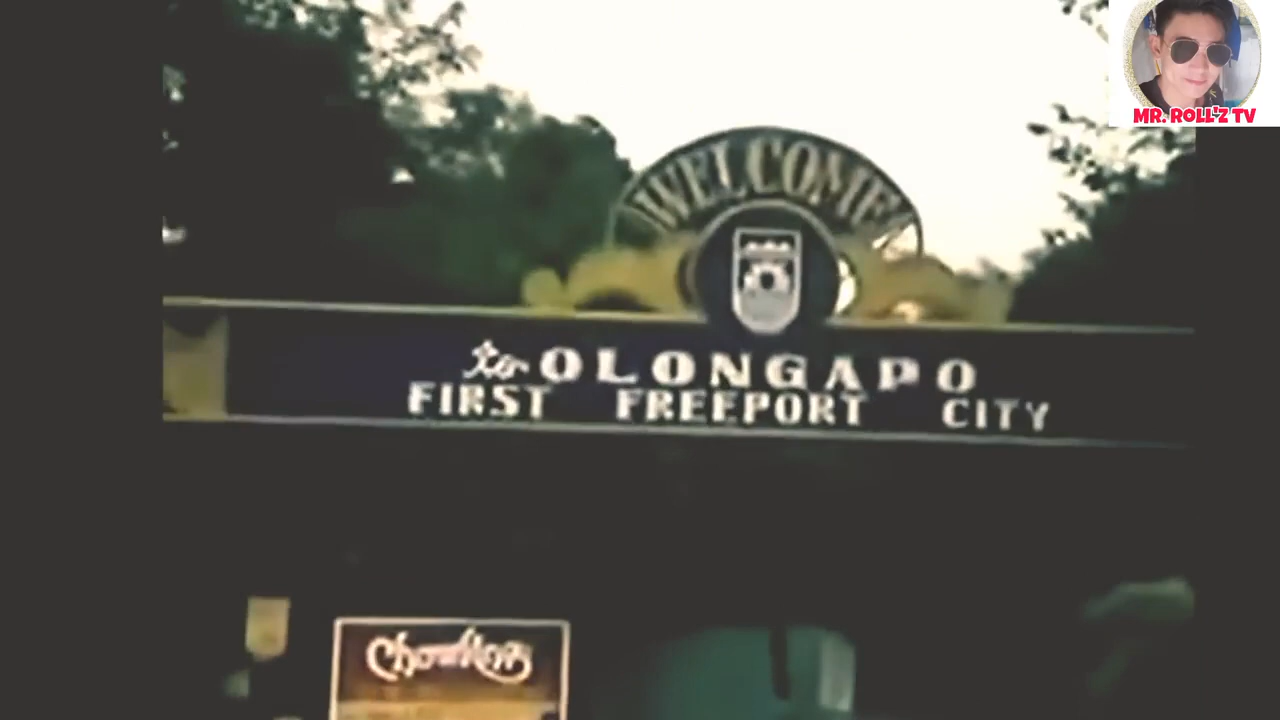 MR. ROLL'Z TV
WELCOME
to OLONGAPO
FIRST FREEPORT CITY
Chowking